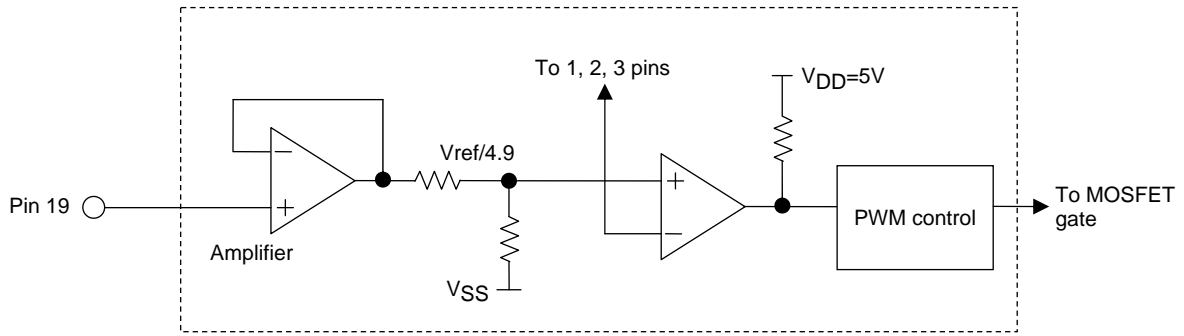 To 1, 2, 3 pins
VDD=5V
Vref/4.9
Pin 19
Amplifier
VSS
PWM control
To MOSFET
gate
−
+
+
−